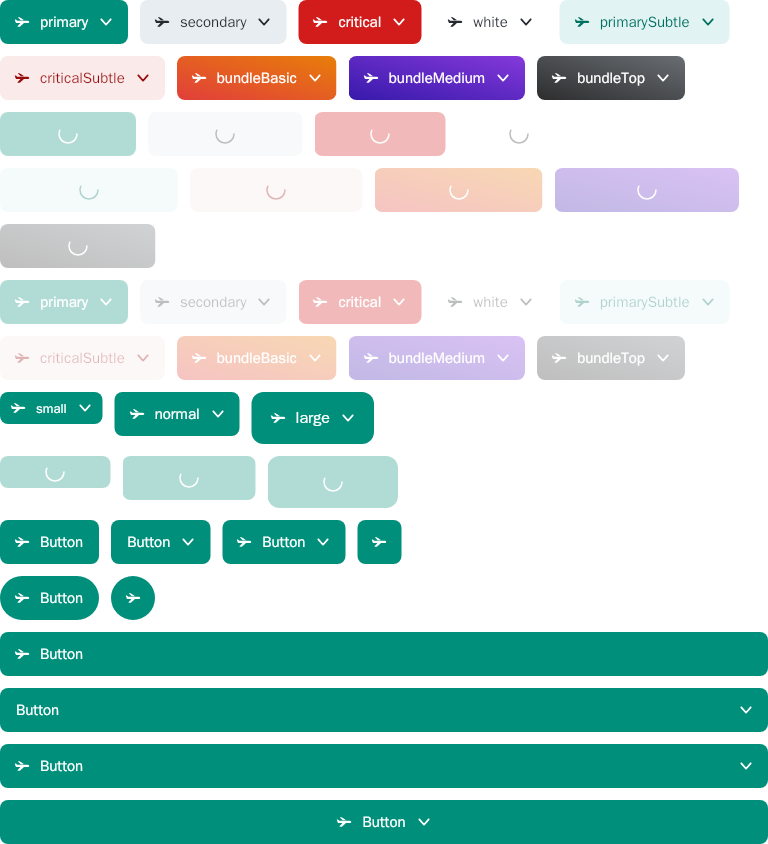 primary secondary critical white primarySubtle
criticalSubtle bundleBasic bundleMedium bundleTop
primary secondary critical white primarySubtle
criticalSubtle bundleBasic bundleMedium bundleTop
small normal large
Button Button Button
Button
Button
Button
Button
Button